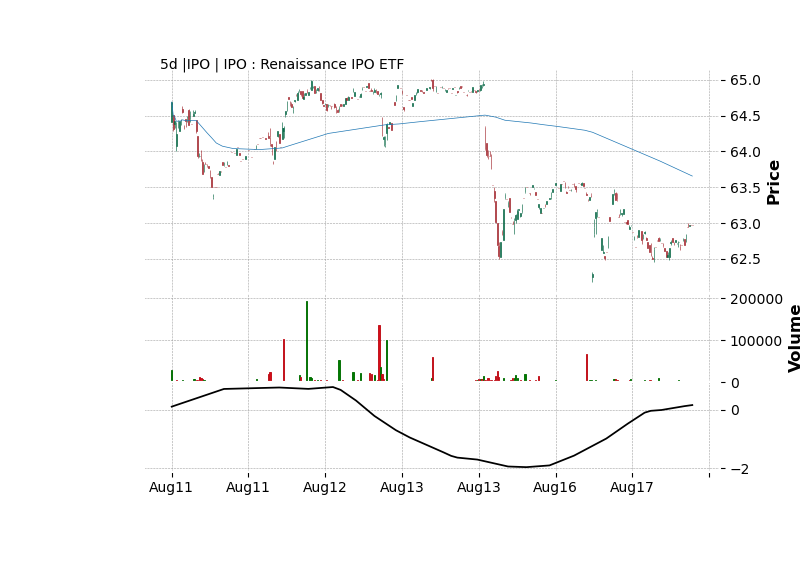 5d |IPO | IPO : Renaissance IPO ETF
65.0
64.5
64.0
63.5
63.0
62.5
Price
200000
100000
0
Volume
0
−2
Aug11
Aug11
Aug12
Aug13
Aug13
Aug16
Aug17